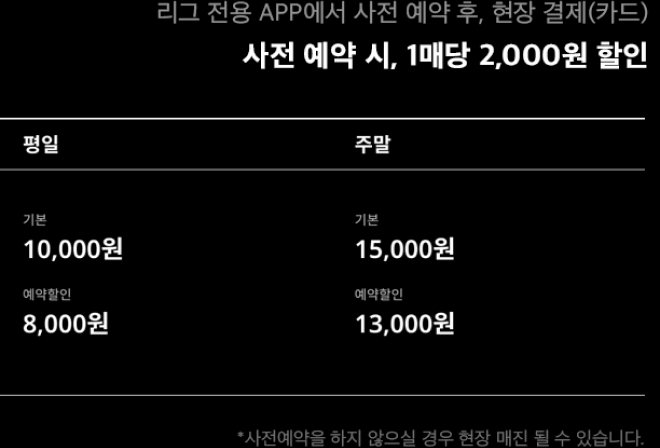 리그 전용 APP에서 사전 예약 후, 현장 결제(카드)
사전 예약 시, 1매당 2,000원 할인
평일 주말
기본 기본
10,000원 15,000원
예약할인 예약할인
8,000원 13,000원
*사전예약을 하지 않으실 경우 현장 매진 될 수 있습니다.